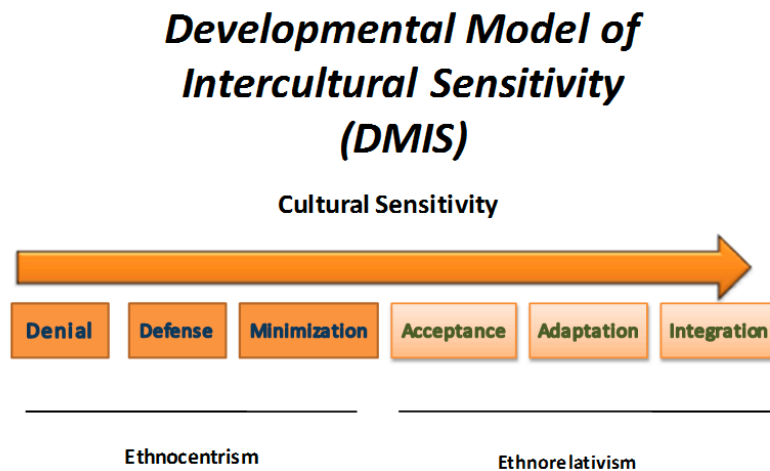 Developmental Model of
Intercultural Sensitivity
(DMIS)
Cultural Sensitivity
Denial Defense Minimization Acceptance Adaptation Integration
Ethnocentrism Ethnorelativism